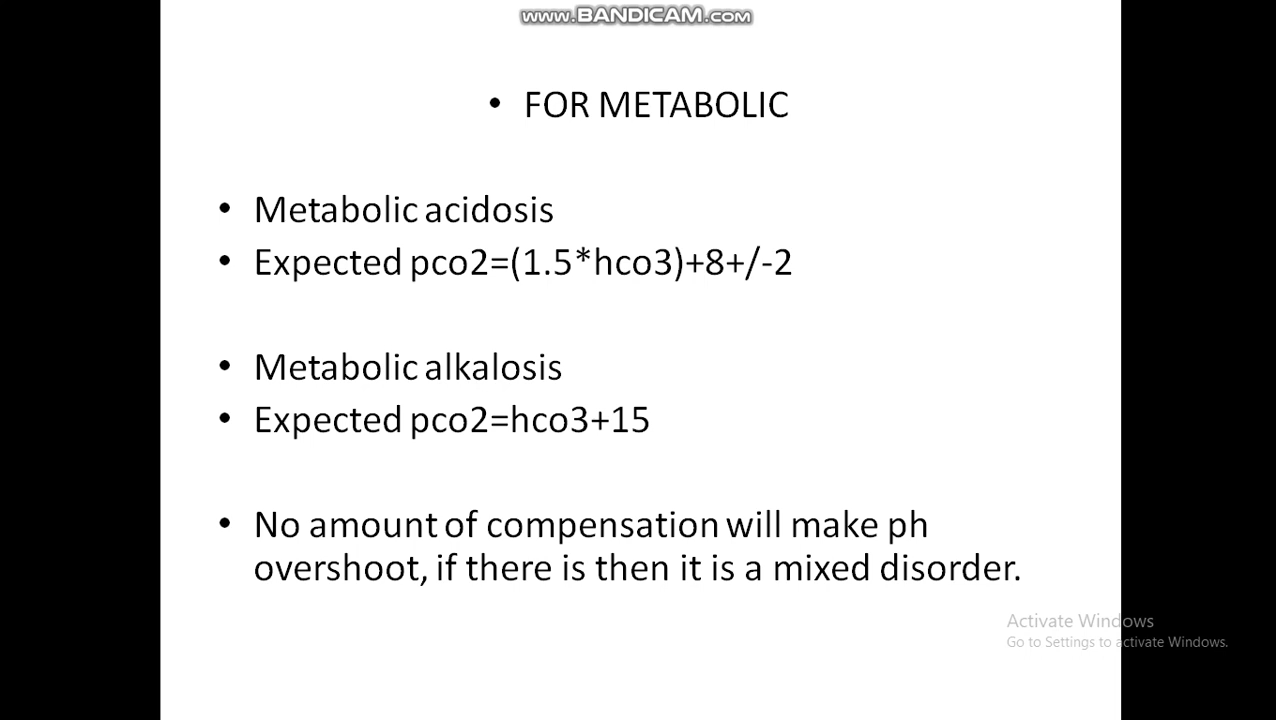 www.BANDICAM.com
• FOR METABOLIC
• Metabolic acidosis
• Expected pco2=(1.5*hco3)+8+/-2
• Metabolic alkalosis
• Expected pco2=hco3+15
• No amount of compensation will make ph
overshoot, if there is then it is a mixed disorder.
Activate Windows
Go to Settings to activate Windows.